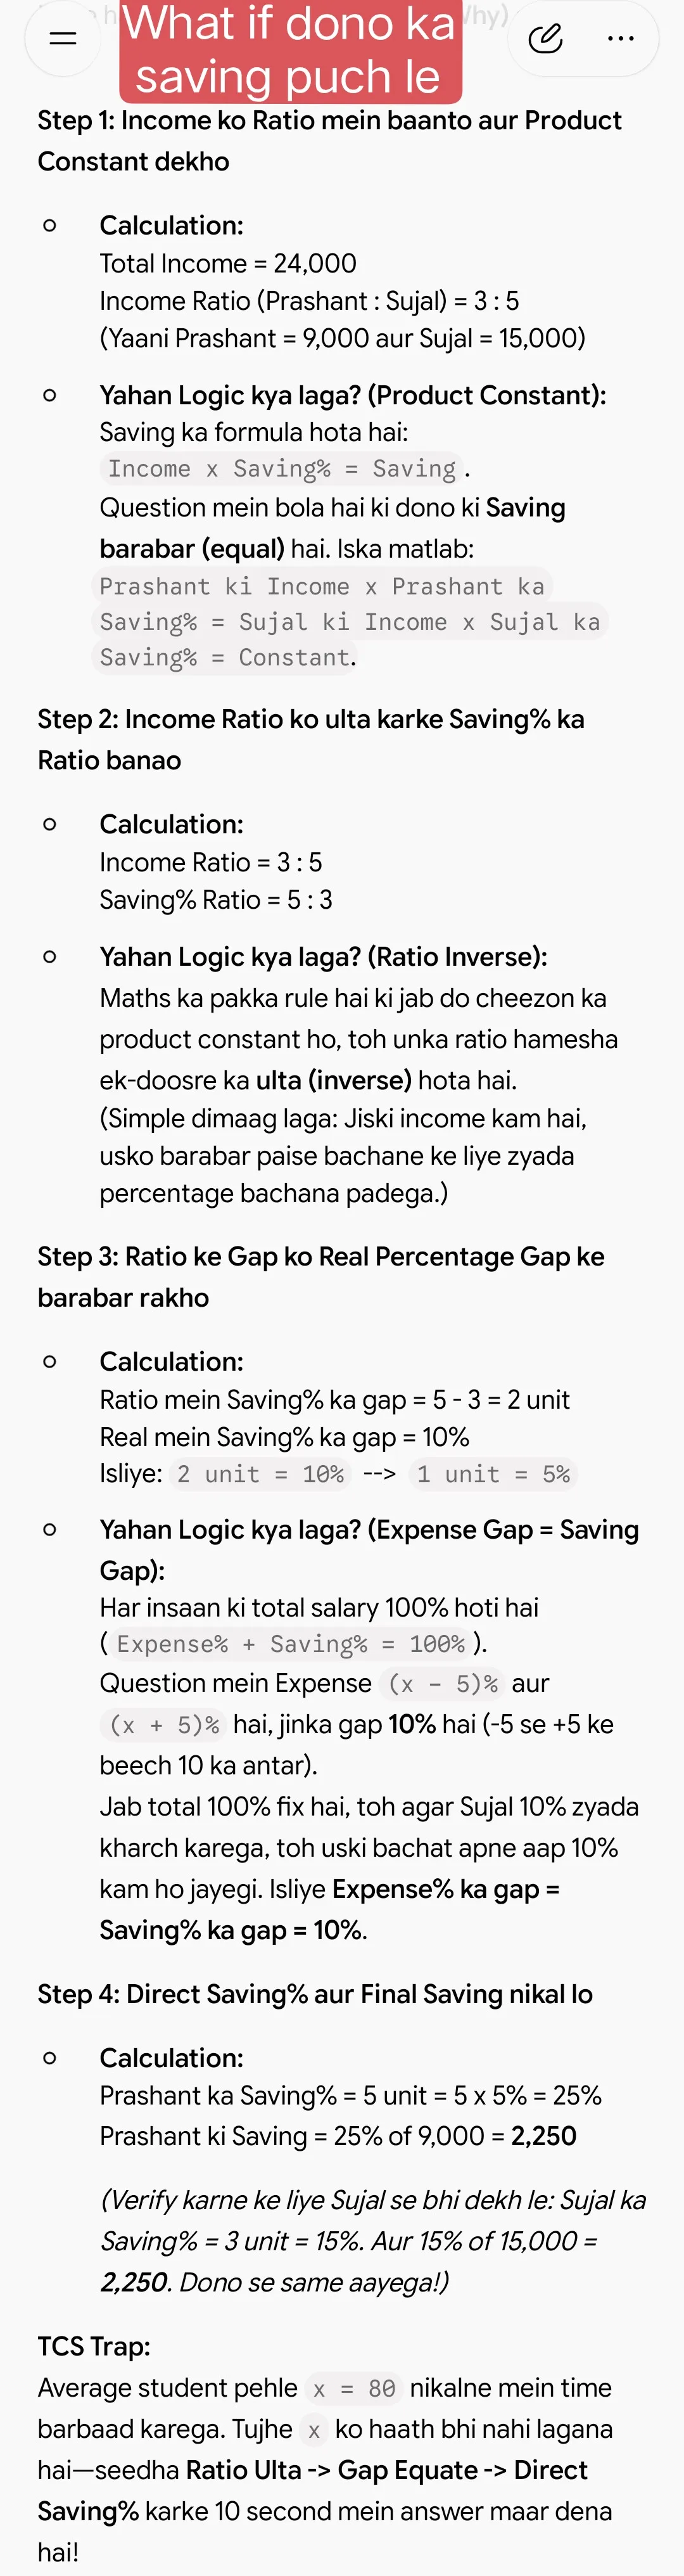 What if dono ka
saving puch le
Step 1: Income ko Ratio mein baanto aur Product
Constant dekho
Calculation:
Total Income = 24,000
Income Ratio (Prashant : Sujal) = 3 : 5
(Yaani Prashant = 9,000 aur Sujal = 15,000)
Yahan Logic kya laga? (Product Constant):
Saving ka formula hota hai:
Income x Saving% = Saving.
Question mein bola hai ki dono ki Saving
barabar (equal) hai. Iska matlab:
Prashant ki Income x Prashant ka
Saving% = Sujal ki Income x Sujal ka
Saving% = Constant.
Step 2: Income Ratio ko ulta karke Saving% ka
Ratio banao
Calculation:
Income Ratio = 3 : 5
Saving% Ratio = 5 : 3
Yahan Logic kya laga? (Ratio Inverse):
Maths ka pakka rule hai ki jab do cheezon ka
product constant ho, toh unka ratio hamesha
ek-doosre ka ulta (inverse) hota hai.
(Simple dimaag laga: Jiski income kam hai,
usko barabar paise bachane ke liye zyada
percentage bachana padega.)
Step 3: Ratio ke Gap ko Real Percentage Gap ke
barabar rakho
Calculation:
Ratio mein Saving% ka gap = 5 - 3 = 2 unit
Real mein Saving% ka gap = 10%
Isliye: 2 unit = 10% --> 1 unit = 5%
Yahan Logic kya laga? (Expense Gap = Saving
Gap):
Har insaan ki total salary 100% hoti hai
(Expense% + Saving% = 100%).
Question mein Expense (x - 5)% aur
(x + 5)% hai, jinka gap 10% hai (-5 se +5 ke
beech 10 ka antar).
Jab total 100% fix hai, toh agar Sujal 10% zyada
kharch karega, toh uski bachat apne aap 10%
kam ho jayegi. Isliye Expense% ka gap =
Saving% ka gap = 10%.
Step 4: Direct Saving% aur Final Saving nikal lo
Calculation:
Prashant ka Saving% = 5 unit = 5 x 5% = 25%
Prashant ki Saving = 25% of 9,000 = 2,250
(Verify karne ke liye Sujal se bhi dekh le: Sujal ka
Saving% = 3 unit = 15%. Aur 15% of 15,000 =
2,250. Dono se same aayega!)
TCS Trap:
Average student pehle x = 80 nikalne mein time
barbaad karega. Tujhe x ko haath bhi nahi lagana
hai—seedha Ratio Ulta -> Gap Equate -> Direct
Saving% karke 10 second mein answer maar dena
hai!